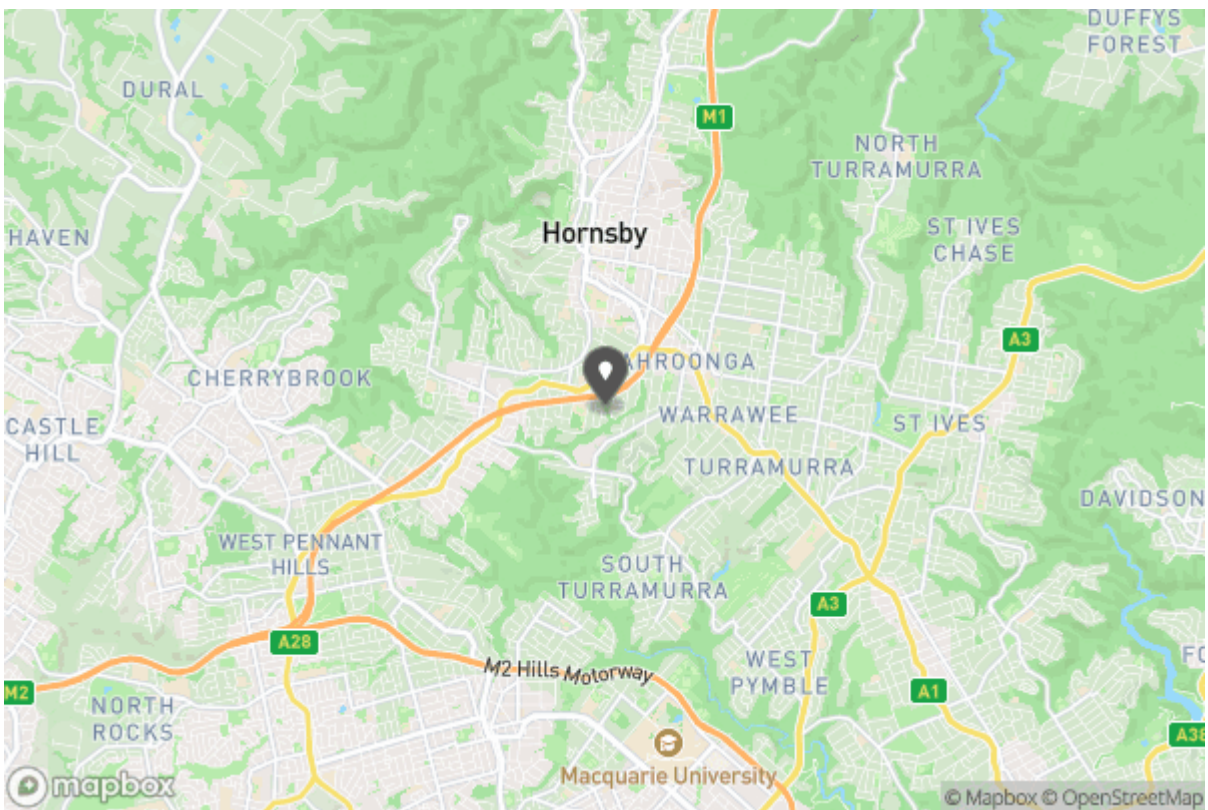 DUFFYS
FOREST
DURAL
M1
NORTH
TURRAMURRA
Hornsby
HAVEN
ST IVES
CHASE
A3
AHROONGA
CHERRYBROOK
WARRAWEE
ST IVES
CASTLE
HILL
TURRAMURRA
DAVIDSON
WEST PENNANT
HILLS
SOUTH
TURRAMURRA
A3
A28
M2 Hills Motorway
WEST
PYMBLE
FO
M2
A1
NORTH
ROCKS
A38
Macquarie University
mapbox
© Mapbox © OpenStreetMap